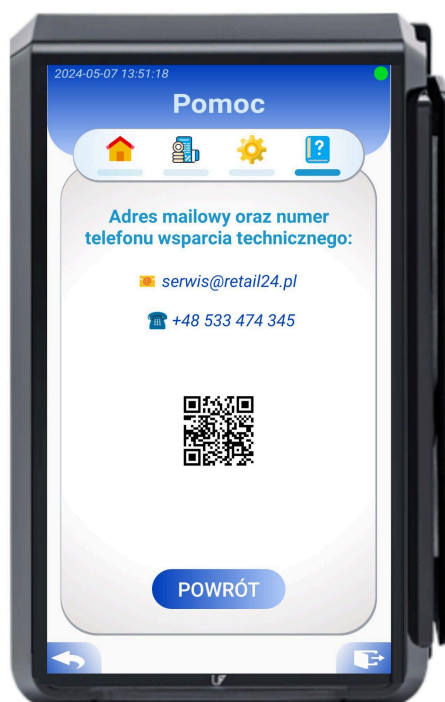 2024-05-07 13:51:18
Pomoc
Adres mailowy oraz numer
telefonu wsparcia technicznego:
serwis@retail24.pl
+48 533 474 345
POWRÓT